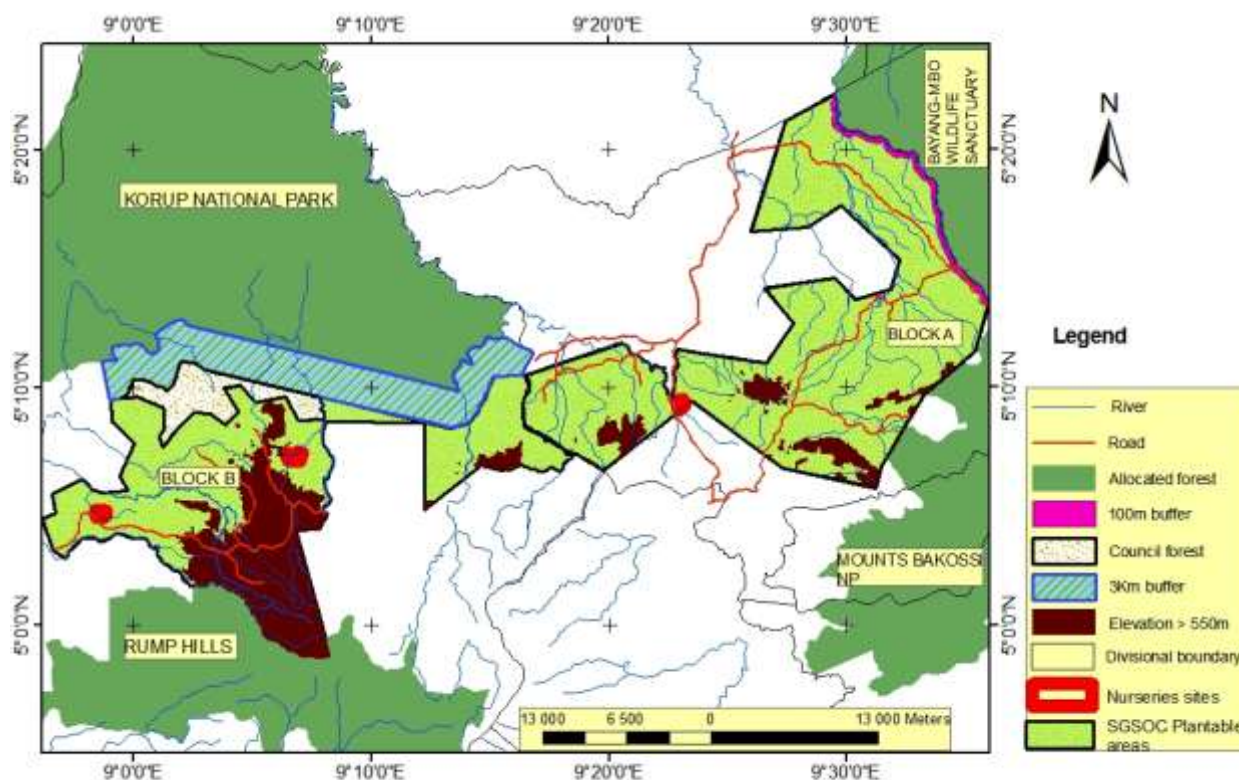 9°0'0"E
9°10'0"E
9°20'0"E
9°30'0"E
5°20'0"N
5°20'0"N
BAYANG-MBO
WILDLIFE
SANCTUARY
N
KORUP NATIONAL PARK
BLOCK A
5°10'0"N
5°10'0"N
BLOCK B
MOUNTS BAKOSSI
NP
5°0'0"N
5°0'0"N
RUMP HILLS
13 000
6 500
0
13 000 Meters
9°0'0"E
9°10'0"E
9°20'0"E
9°30'0"E
Legend
River
Road
Allocated forest
100m buffer
Council forest
3Km buffer
Elevation > 550m
Divisional boundary
Nurseries sites
SGSOC Plantable
areas